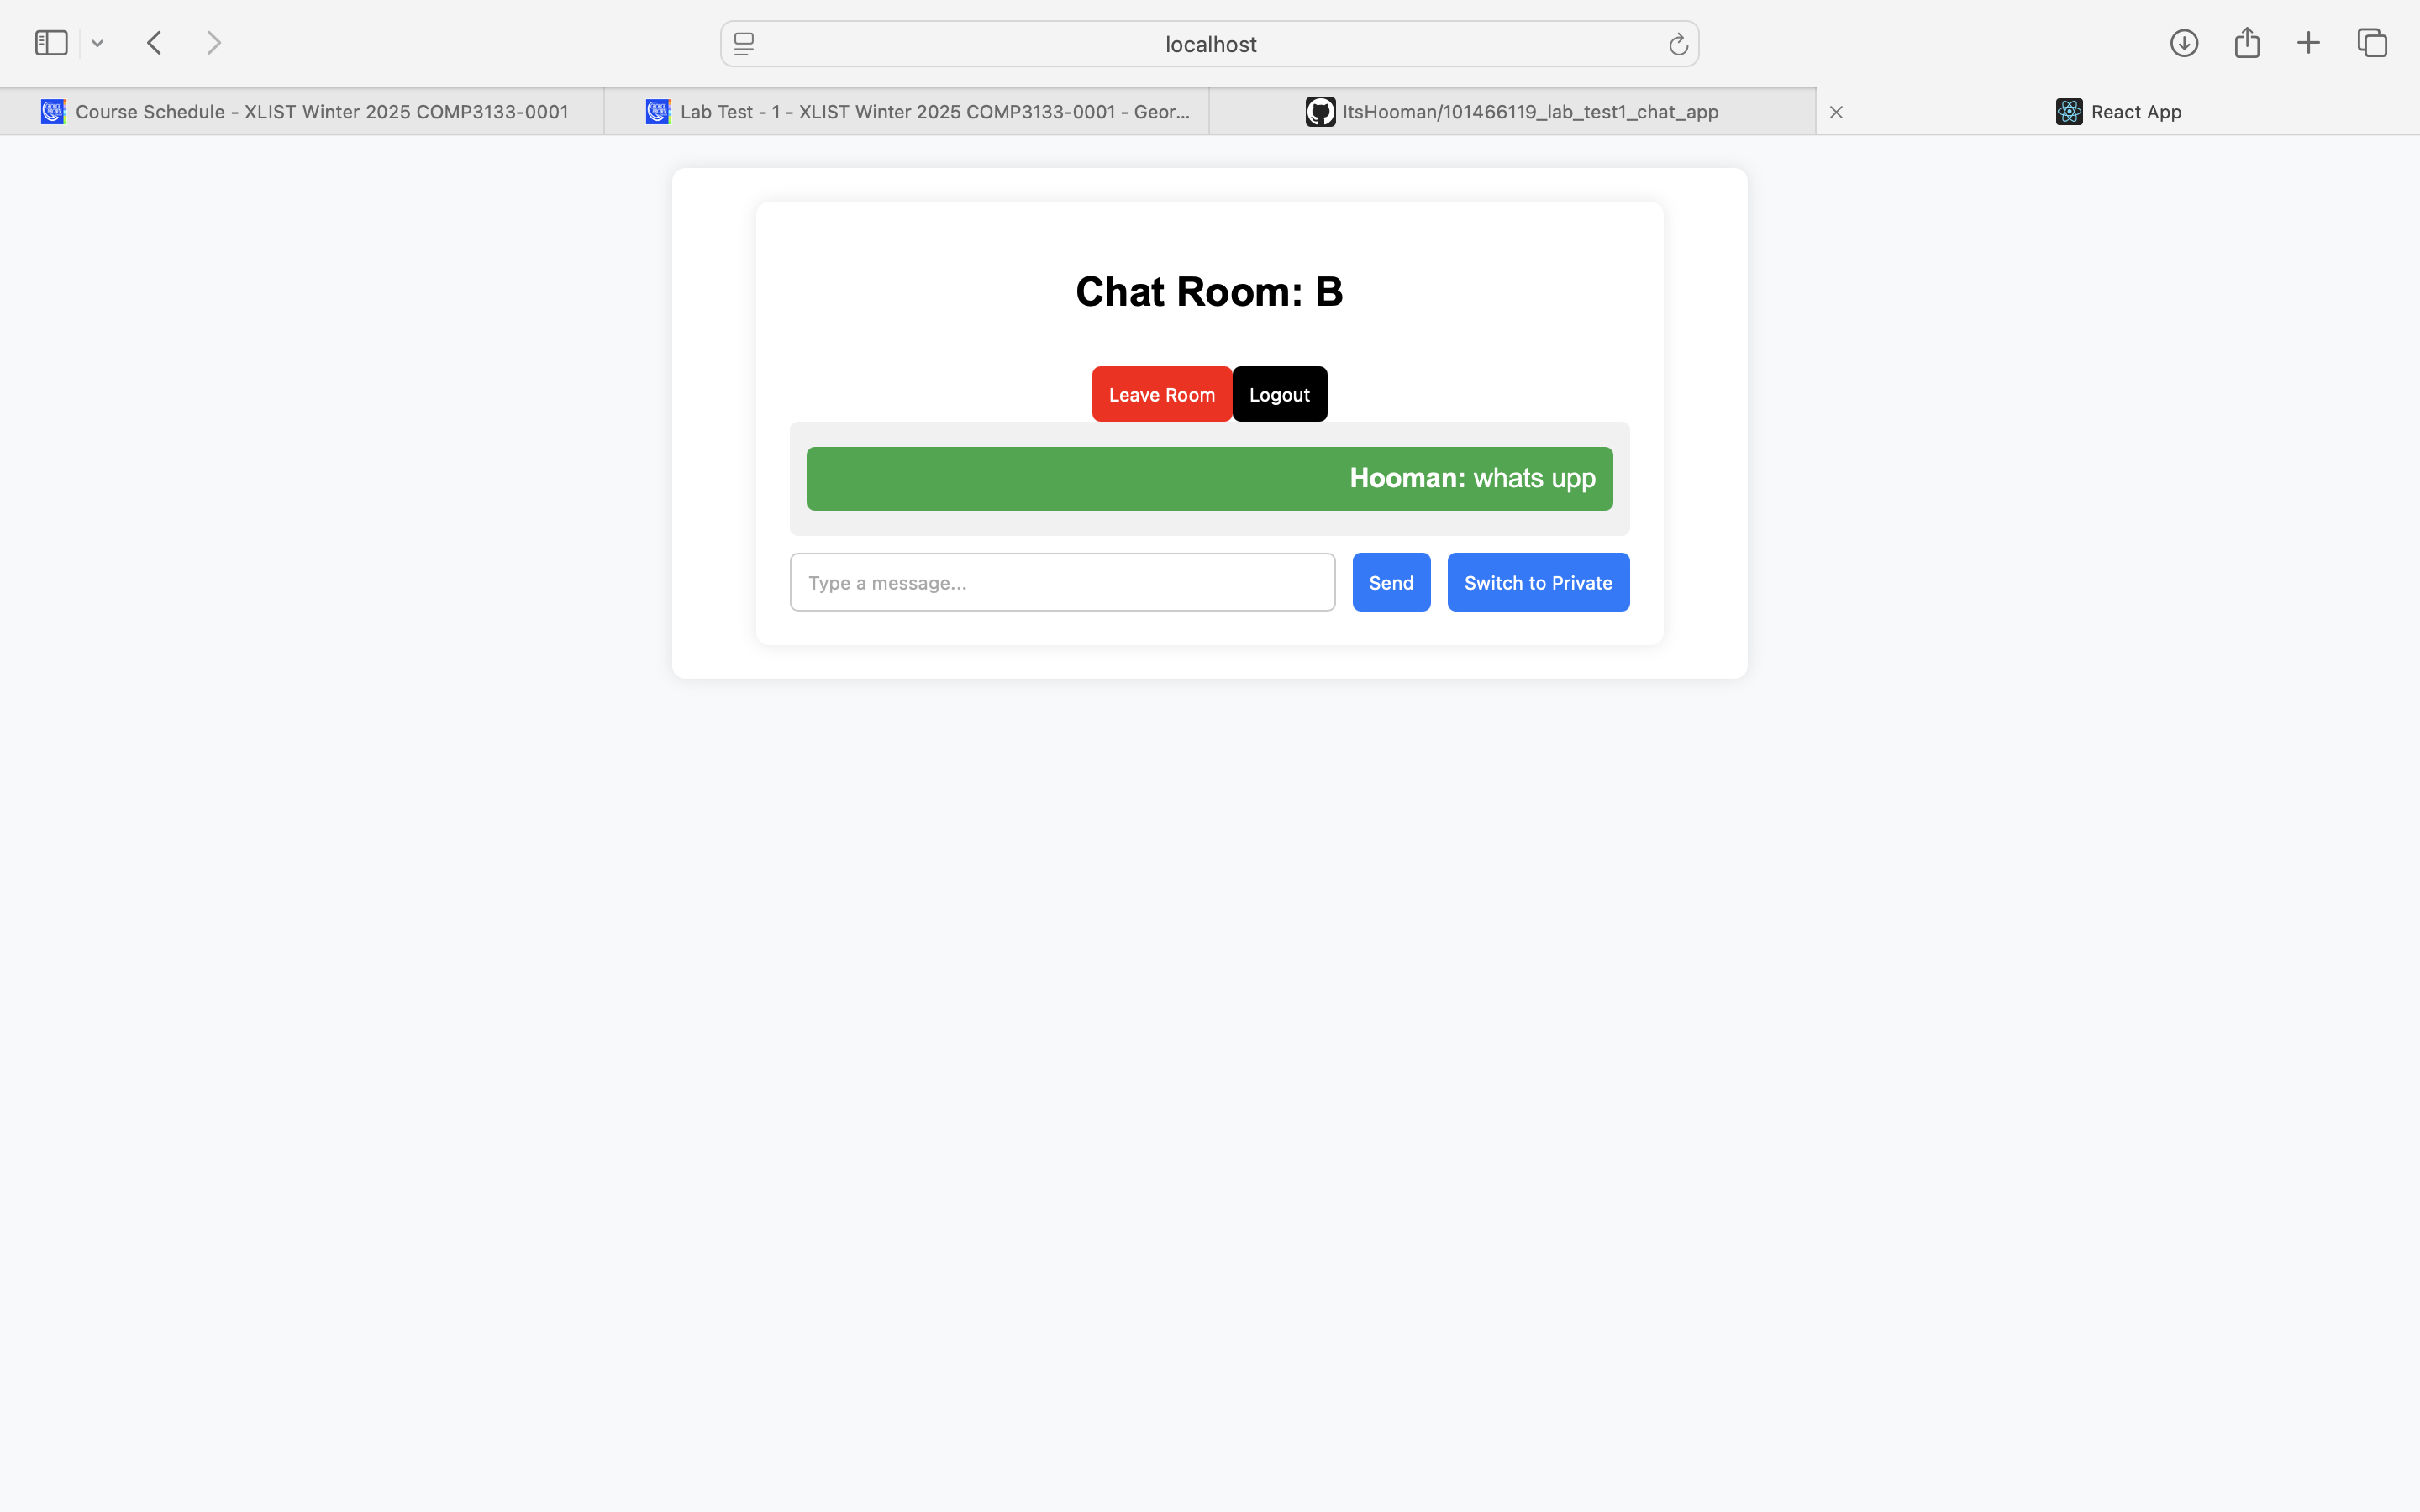 localhost
Course Schedule - XLIST Winter 2025 COMP3133-0001
Lab Test - 1 - XLIST Winter 2025 COMP3133-0001 - Geor...
ItsHooman/101466119_lab_test1_chat_app
React App
Chat Room: B
Leave Room
Logout
Hooman: whats upp
Type a message...
Send
Switch to Private